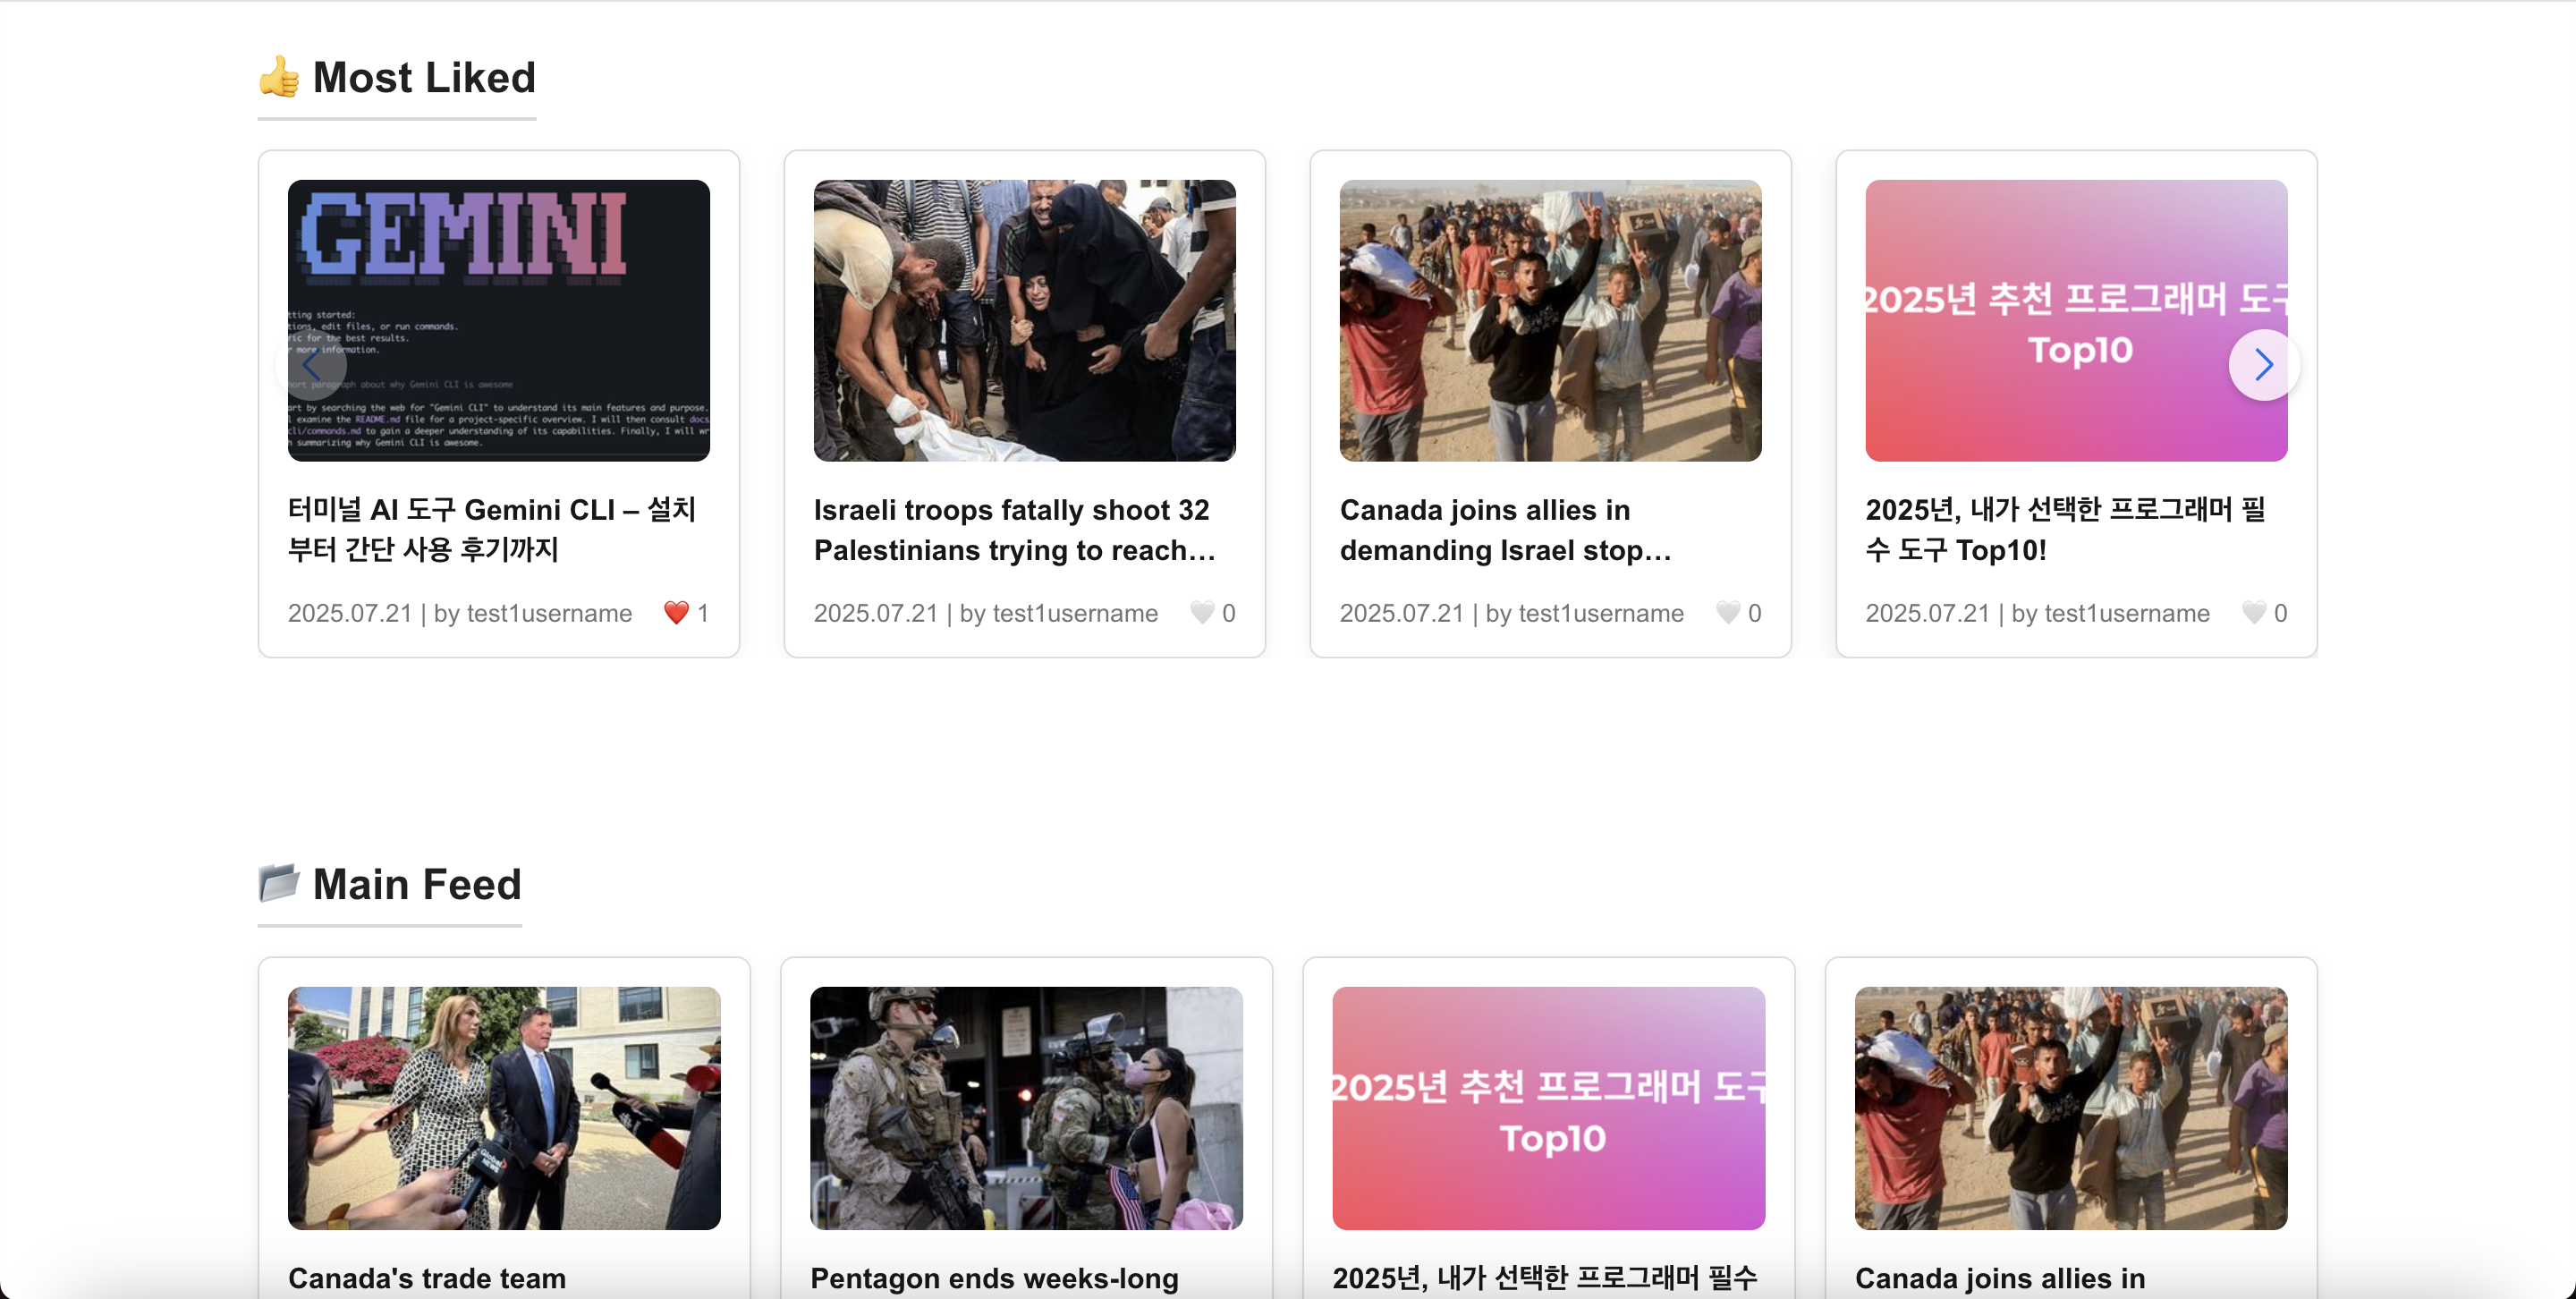 👍 Most Liked
GEMINI
tting started:
tions, edit files, or run commands.
fic for the best results.
r more information.
hort paragraph about why Gemini CLI is awesome
art by searching the web for "Gemini CLI" to understand its main features and purpose.
l examine the README.md file for a project-specific overview. I will then consult docs
cli/commands.md to gain a deeper understanding of its capabilities. Finally, I will wr
h summarizing why Gemini CLI is awesome.
터미널 AI 도구 Gemini CLI – 설치
부터 간단 사용 후기까지
2025.07.21 | by test1username ❤️ 1
Israeli troops fatally shoot 32
Palestinians trying to reach…
2025.07.21 | by test1username 🤍 0
Canada joins allies in
demanding Israel stop…
2025.07.21 | by test1username 🤍 0
2025년 추천 프로그래머 도구
Top10
2025년, 내가 선택한 프로그래머 필
수 도구 Top10!
2025.07.21 | by test1username 🤍 0
📂 Main Feed
Global
NEWS
Canada's trade team
Pentagon ends weeks-long
2025년 추천 프로그래머 도구
Top10
2025년, 내가 선택한 프로그래머 필수
Canada joins allies in